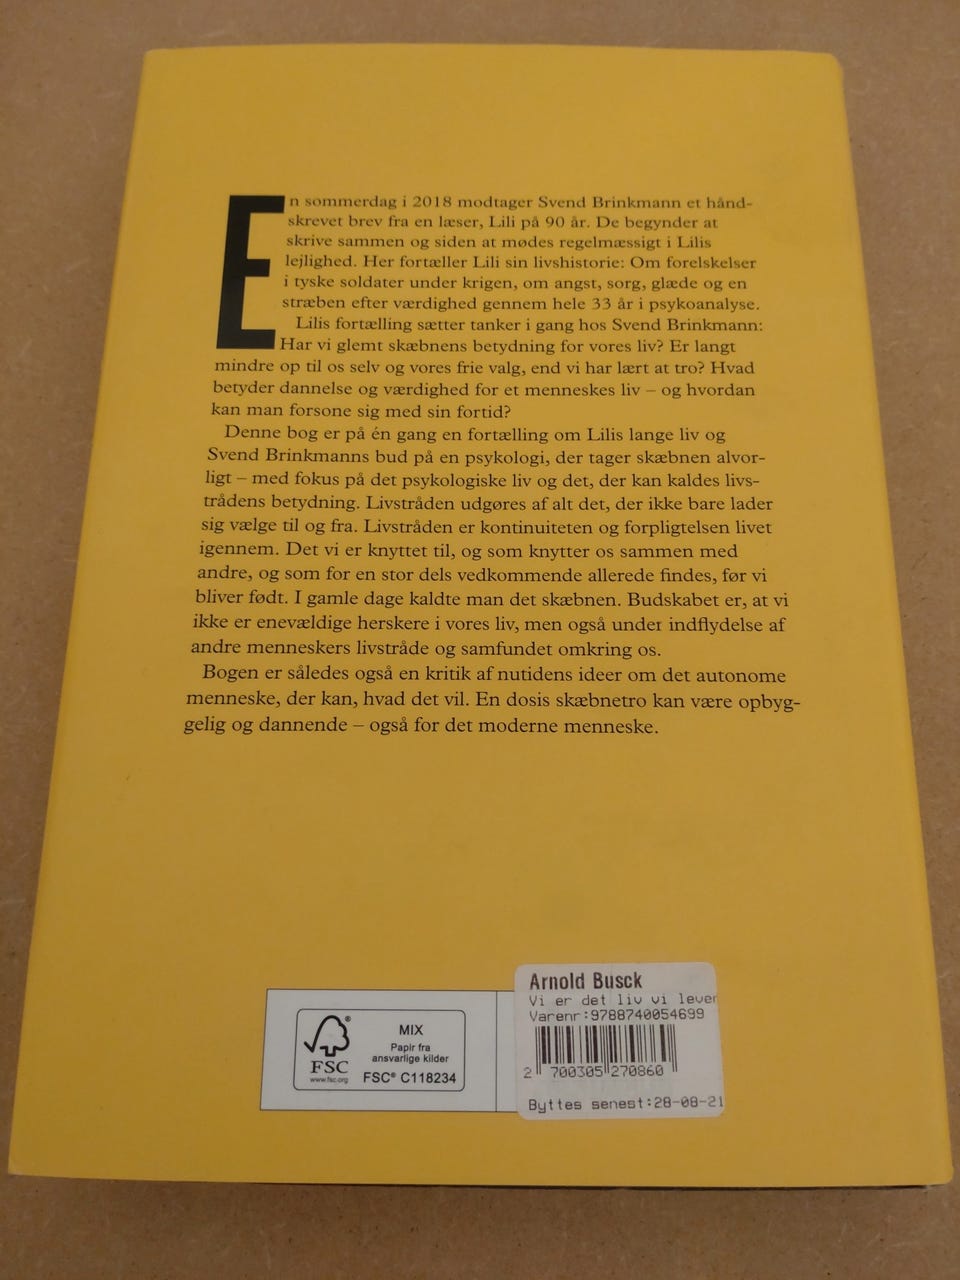 En sommerdag i 2018 modtager Svend Brinkmann et hånd-
skrevet brev fra en læser, Lili på 90 år. De begynder at
skrive sammen og siden at mødes regelmæssigt i Lilis
lejlighed. Her fortæller Lili sin livshistorie: Om forelskelser
i tyske soldater under krigen, om angst, sorg, glæde og en
stræben efter værdighed gennem hele 33 år i psykoanalyse.
Lilis fortælling sætter tanker i gang hos Svend Brinkmann:
Har vi glemt skæbnens betydning for vores liv? Er langt
mindre op til os selv og vores frie valg, end vi har lært at tro? Hvad
betyder dannelse og værdighed for et menneskes liv – og hvordan
kan man forsone sig med sin fortid?
Denne bog er på én gang en fortælling om Lilis lange liv og
Svend Brinkmanns bud på en psykologi, der tager skæbnen alvor-
ligt – med fokus på det psykologiske liv og det, der kan kaldes livs-
trådens betydning. Livstråden udgøres af alt det, der ikke bare lader
sig vælge til og fra. Livstråden er kontinuiteten og forpligtelsen livet
igennem. Det vi er knyttet til, og som knytter os sammen med
andre, og som for en stor dels vedkommende allerede findes, før vi
bliver født. I gamle dage kaldte man det skæbnen. Budskabet er, at vi
ikke er enevældige herskere i vores liv, men også under indflydelse af
andre menneskers livstråde og samfundet omkring os.
Bogen er således også en kritik af nutidens ideer om det autonome
menneske, der kan, hvad det vil. En dosis skæbnetro kan være opbyg-
gelig og dannende – også for det moderne menneske.
FSC
www.fsc.org
MIX
Papir fra
ansvarlige kilder
FSC® C118234
Arnold Busck
Vi er det liv vi lever
Varenr:9788740054699
2 700305 270860
Byttes senest:28-08-21